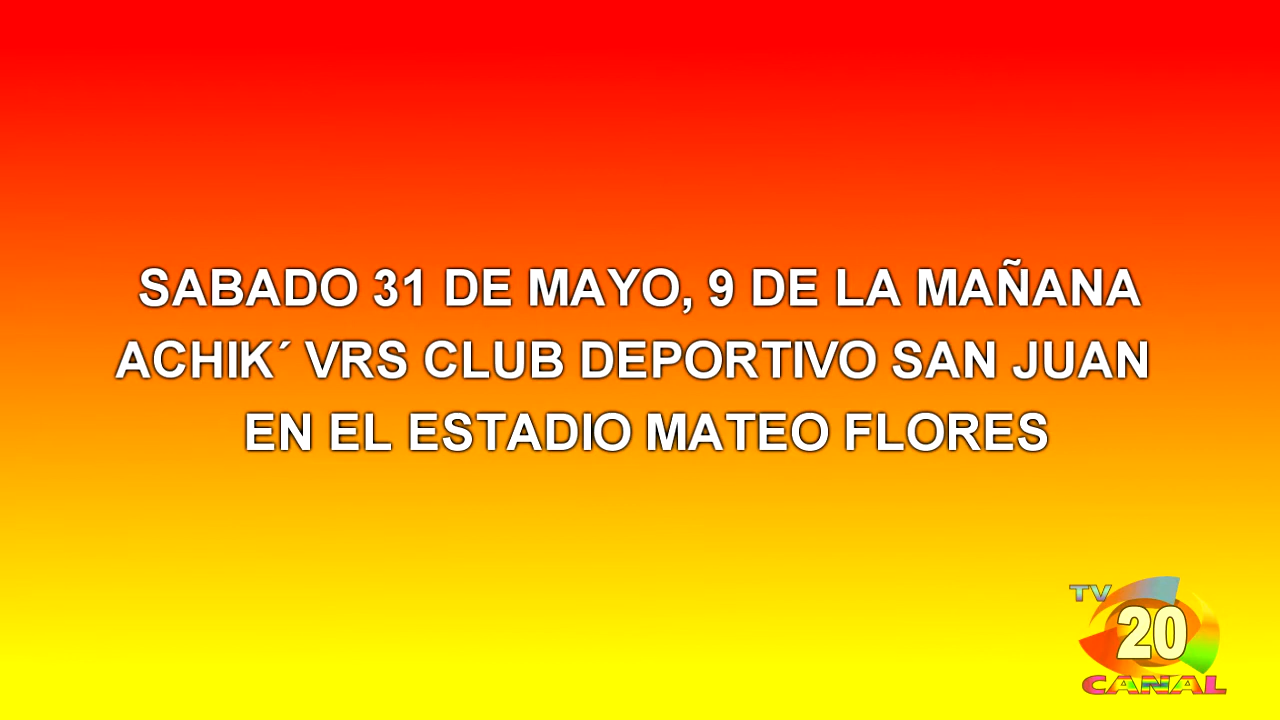 SABADO 31 DE MAYO, 9 DE LA MAÑANA
ACHIK´ VRS CLUB DEPORTIVO SAN JUAN
EN EL ESTADIO MATEO FLORES
TV
20
CANAL